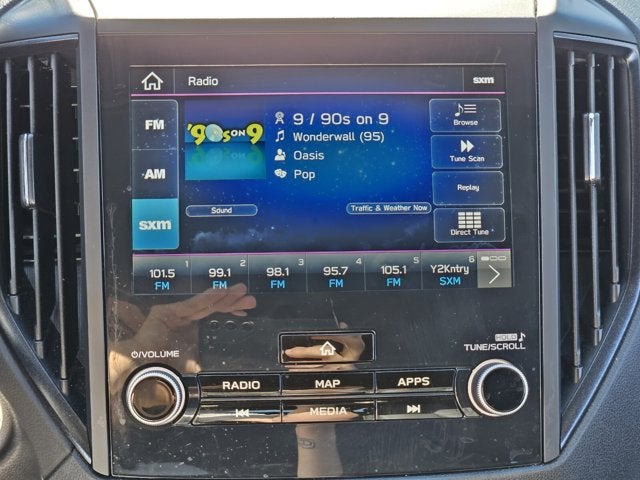 Radio
sxm
FM
AM
sxm
'90s ON 9
9 / 90s on 9
Wonderwall (95)
Oasis
Pop
Sound
Traffic & Weather Now
Browse
Tune Scan
Replay
Direct Tune
1 2 3 4 5 6
101.5 99.1 98.1 95.7 105.1 Y2Kntry
FM FM FM FM FM SXM
HOLD
/VOLUME
TUNE/SCROLL
RADIO MAP APPS
MEDIA